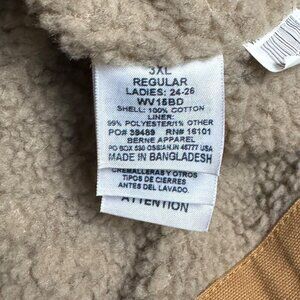 3XL
REGULAR
LADIES: 24-26
WV15BD
SHELL: 100% COTTON
LINER:
99% POLYESTER/1% OTHER
PO# 39489 RN# 16101
BERNE APPAREL
PO BOX 530 OSSIAN, IN 46777 USA
MADE IN BANGLADESH
CREMALLERAS Y OTROS
TIPOS DE CIERRES
ANTES DEL LAVADO.
ATTENTION